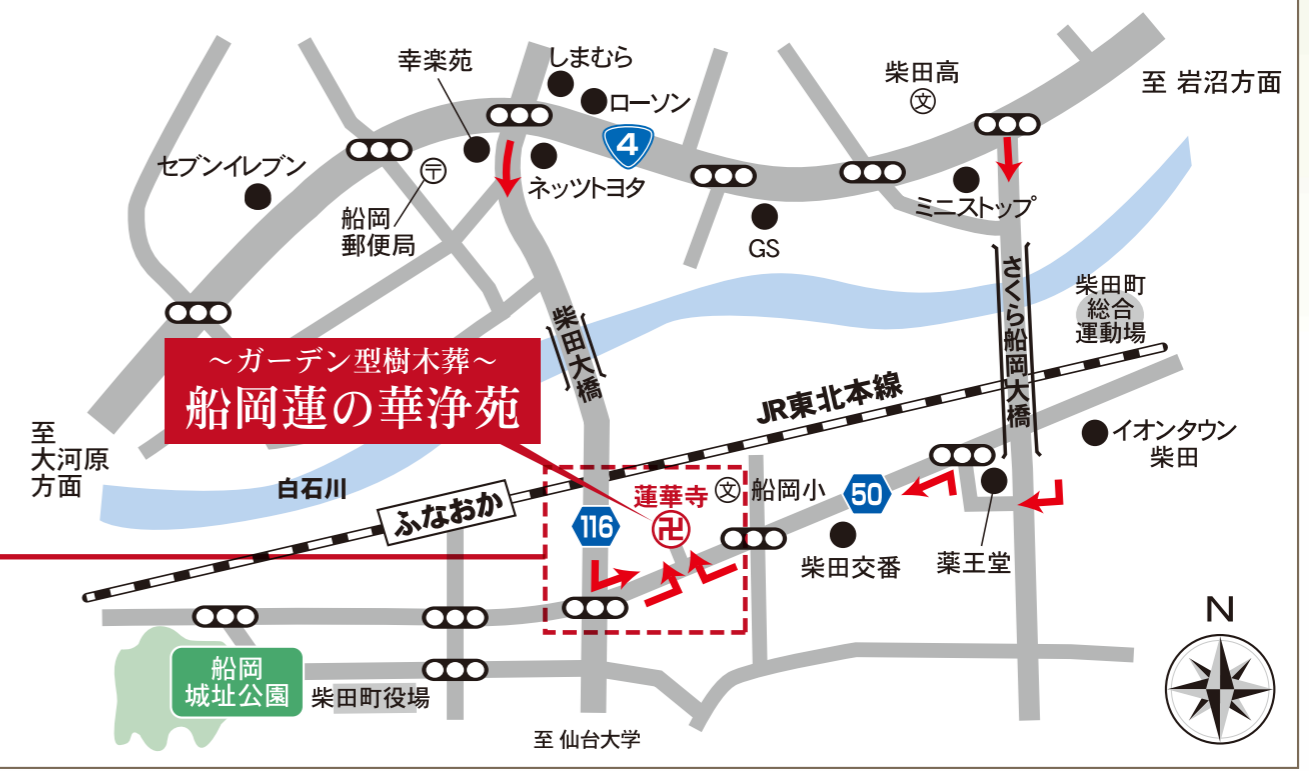 しまむら
幸楽苑
ローソン
柴田高
文
至 岩沼方面
4
セブンイレブン
〒
ネッツトヨタ
船岡
郵便局
ミニストップ
GS
さくら船岡大橋
柴田町
総合
運動場
柴田大橋
～ガーデン型樹木葬～
船岡蓮の華浄苑
JR東北本線
至
大河原
方面
イオンタウン
柴田
白石川
ふなおか
蓮華寺
卍
文
船岡小
50
116
柴田交番
薬王堂
N
船岡
城址公園
柴田町役場
至 仙台大学